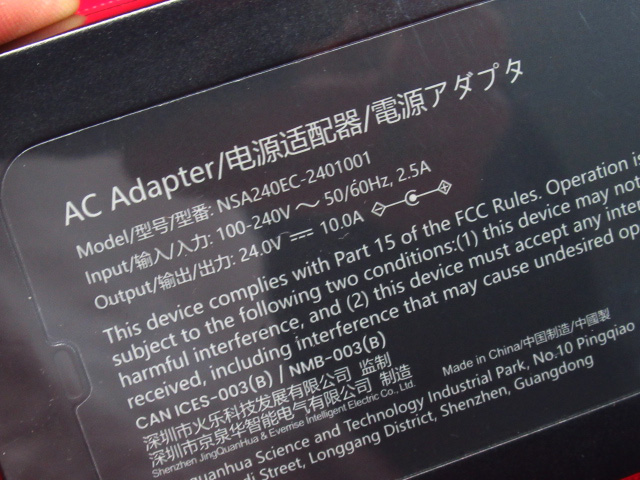 AC Adapter/电源适配器/電源アダプタ
Model/型号/型番: NSA240EC-2401001
Input/输入/入力: 100-240V ～ 50/60Hz, 2.5A
Output/输出/出力: 24.0V ⎓ 10.0A
This device complies with Part 15 of the FCC Rules. Operation is
subject to the following two conditions:(1) this device may not
harmful interference, and (2) this device must accept any
received, including interference that may cause undesired
CAN ICES-003(B) / NMB-003(B)
深圳市火乐科技发展有限公司 监制
深圳市京泉华智能电气有限公司 制造
Made in China/中国制造/中國製
Shenzhen JingQuanHua & Everrise Intelligent Electric Co., Ltd.
Science and Technology Industrial Park, No.10 Pingqiao
Street, Longgang District, Shenzhen, Guangdong